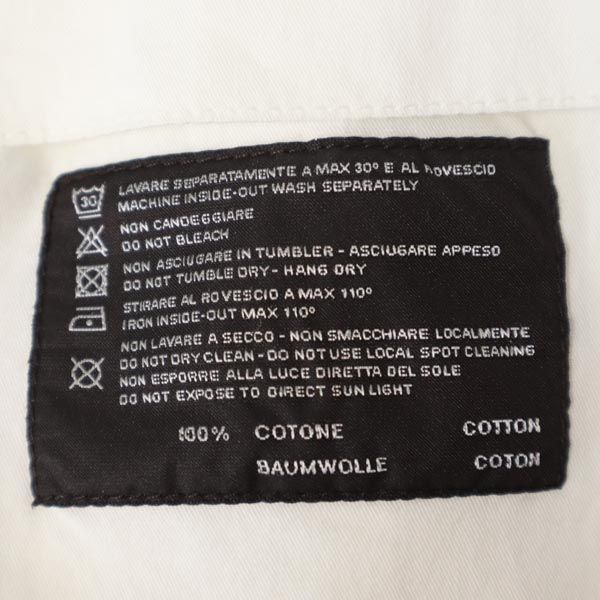 30
LAVARE SEPARATAMENTE A MAX 30° E AL ROVESCIO
MACHINE INSIDE-OUT WASH SEPARATELY
NON CANDEGGIARE
DO NOT BLEACH
NON ASCIUGARE IN TUMBLER - ASCIUGARE APPESO
DO NOT TUMBLE DRY - HANG DRY
STIRARE AL ROVESCIO A MAX 110°
IRON INSIDE-OUT MAX 110°
NON LAVARE A SECCO - NON SMACCHIARE LOCALMENTE
DO NOT DRY CLEAN - DO NOT USE LOCAL SPOT CLEANING
NON ESPORRE ALLA LUCE DIRETTA DEL SOLE
DO NOT EXPOSE TO DIRECT SUN LIGHT
100% COTONE COTTON
BAUMWOLLE COTON